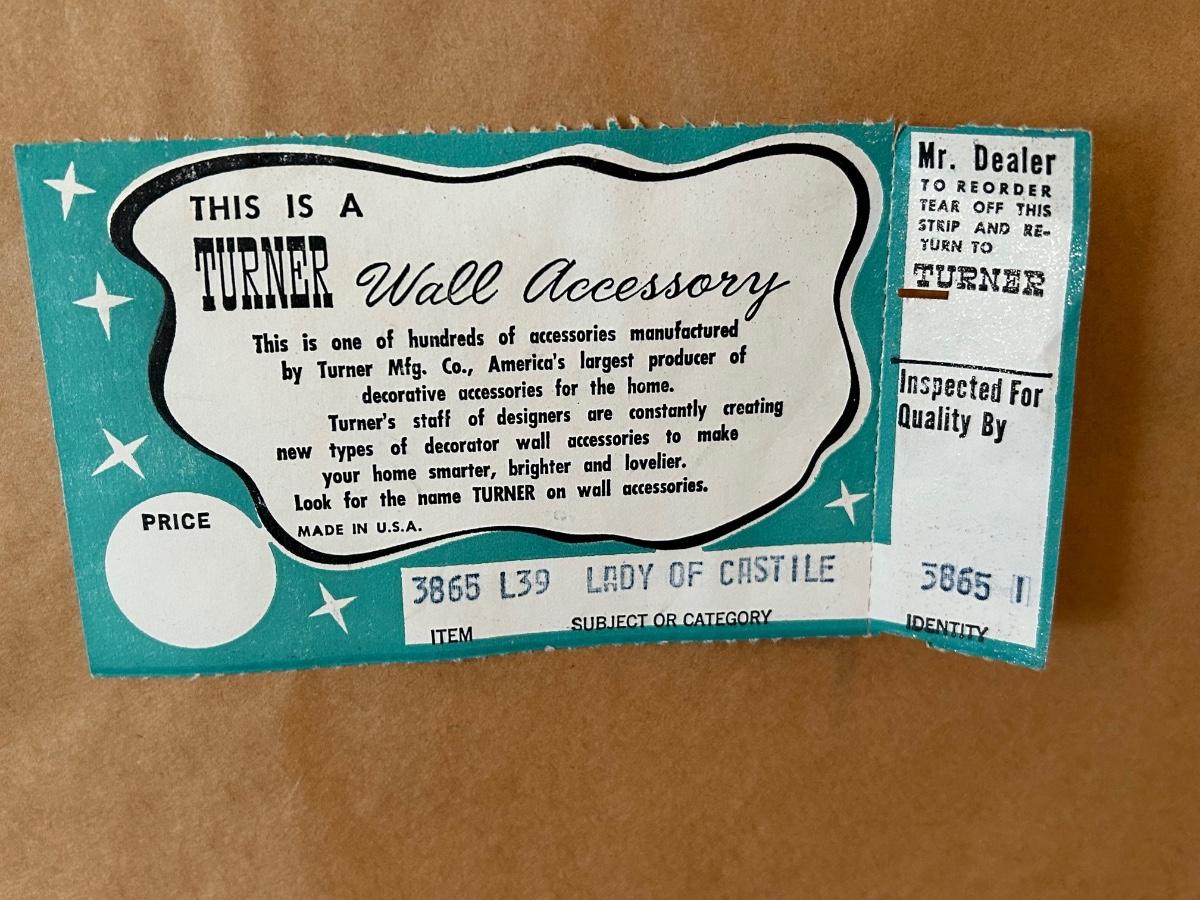 THIS IS A
TURNER Wall Accessory
This is one of hundreds of accessories manufactured
by Turner Mfg. Co., America's largest producer of
decorative accessories for the home.
Turner's staff of designers are constantly creating
new types of decorator wall accessories to make
your home smarter, brighter and lovelier.
Look for the name TURNER on wall accessories.
MADE IN U.S.A.
PRICE
3865 L39 LADY OF CASTILE
ITEM SUBJECT OR CATEGORY
Mr. Dealer
TO REORDER
TEAR OFF THIS
STRIP AND RE-
TURN TO
TURNER
Inspected For
Quality By
3865
IDENTITY